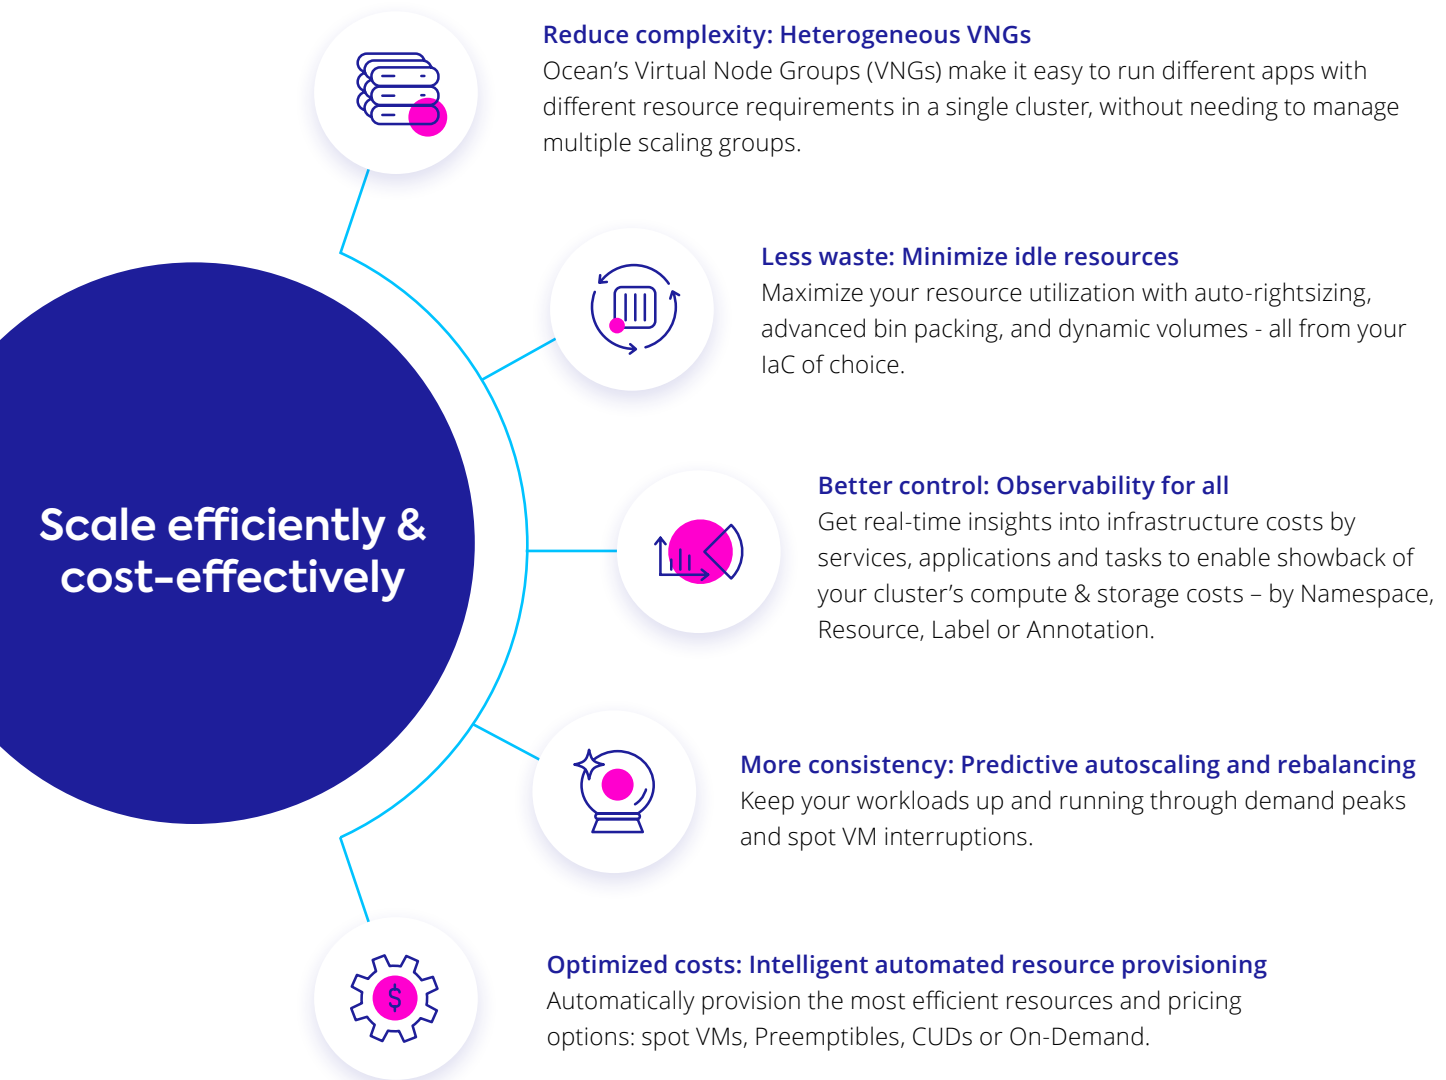 Reduce complexity: Heterogeneous VNGs
Ocean’s Virtual Node Groups (VNGs) make it easy to run different apps with
different resource requirements in a single cluster, without needing to manage
multiple scaling groups.
Less waste: Minimize idle resources
Maximize your resource utilization with auto-rightsizing,
advanced bin packing, and dynamic volumes - all from your
IaC of choice.
Scale efficiently &
cost-effectively
Better control: Observability for all
Get real-time insights into infrastructure costs by
services, applications and tasks to enable showback of
your cluster’s compute & storage costs – by Namespace,
Resource, Label or Annotation.
More consistency: Predictive autoscaling and rebalancing
Keep your workloads up and running through demand peaks
and spot VM interruptions.
$
Optimized costs: Intelligent automated resource provisioning
Automatically provision the most efficient resources and pricing
options: spot VMs, Preemptibles, CUDs or On-Demand.